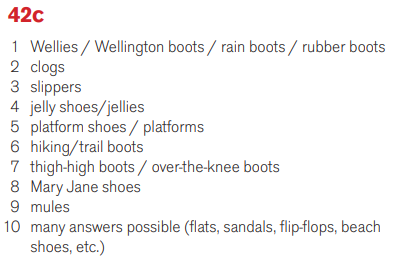 42c
1 Wellies / Wellington boots / rain boots / rubber boots
2 clogs
3 slippers
4 jelly shoes/jellies
5 platform shoes / platforms
6 hiking/trail boots
7 thigh-high boots / over-the-knee boots
8 Mary Jane shoes
9 mules
10 many answers possible (flats, sandals, flip-flops, beach
shoes, etc.)